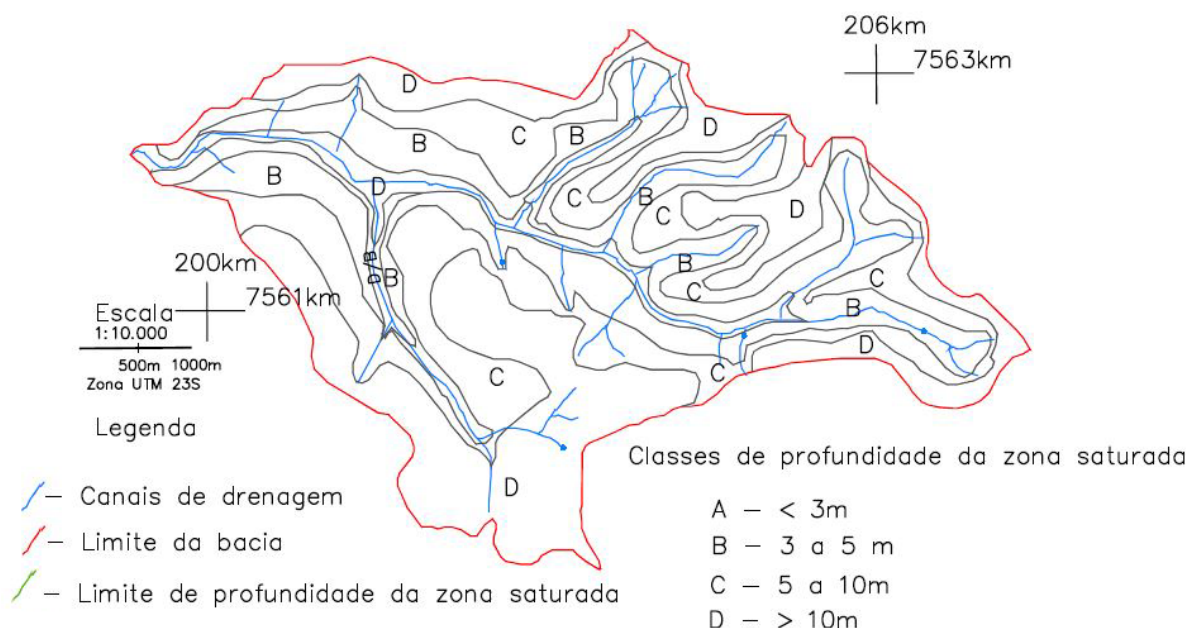 206km
7563km
D
D
C
B
B
B
D
B
C
C
D
D/B
B
B
C
C
B
200km
7561km
Escala
1:10.000
500m 1000m
Zona UTM 23S
D
C
C
D
Legenda
Canais de drenagem
Limite da bacia
Limite de profundidade da zona saturada
Classes de profundidade da zona saturada
A – < 3m
B – 3 a 5 m
C – 5 a 10m
D – > 10m